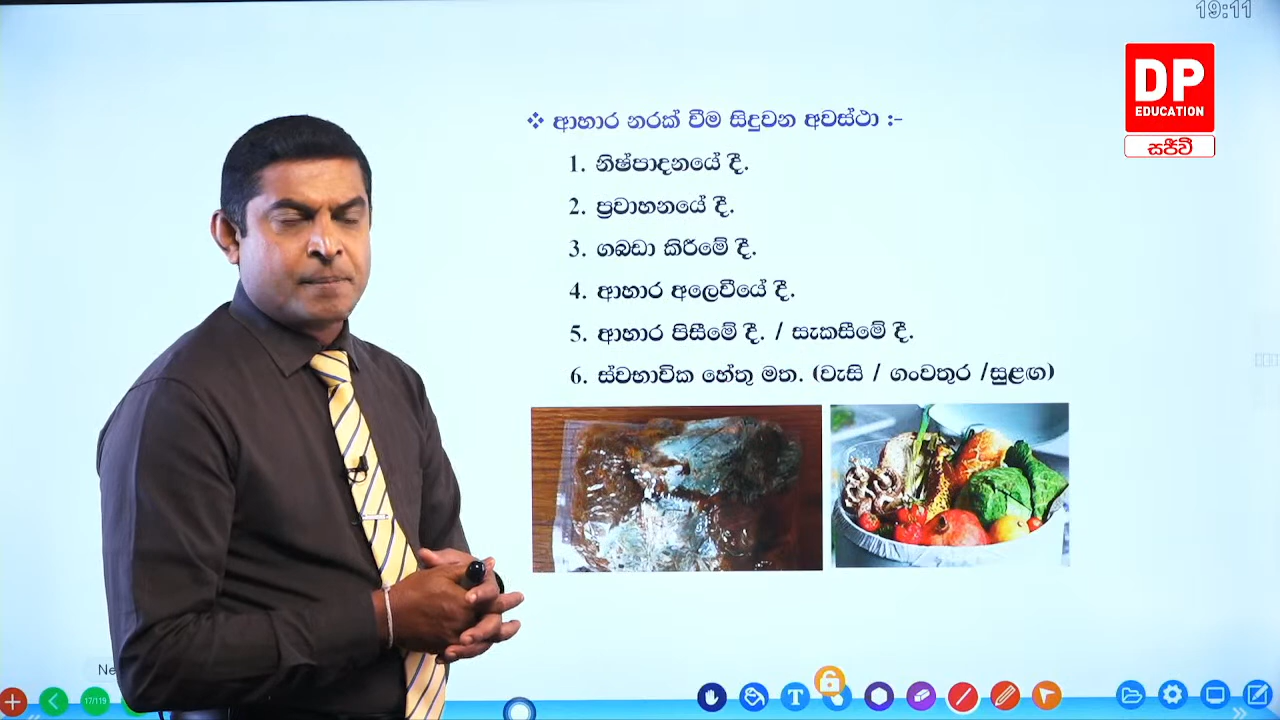 19:11
DP
EDUCATION
සජීවී
❖ ආහාර නරක් වීම සිදුවන අවස්ථා :-
1. නිෂ්පාදනයේ දී.
2. ප්‍රවාහනයේ දී.
3. ගබඩා කිරීමේ දී.
4. ආහාර අලෙවියේ දී.
5. ආහාර පිසීමේ දී. / සැකසීමේ දී.
6. ස්වභාවික හේතු මත. (වැසි / ගංවතුර /සුළඟ)
17/119